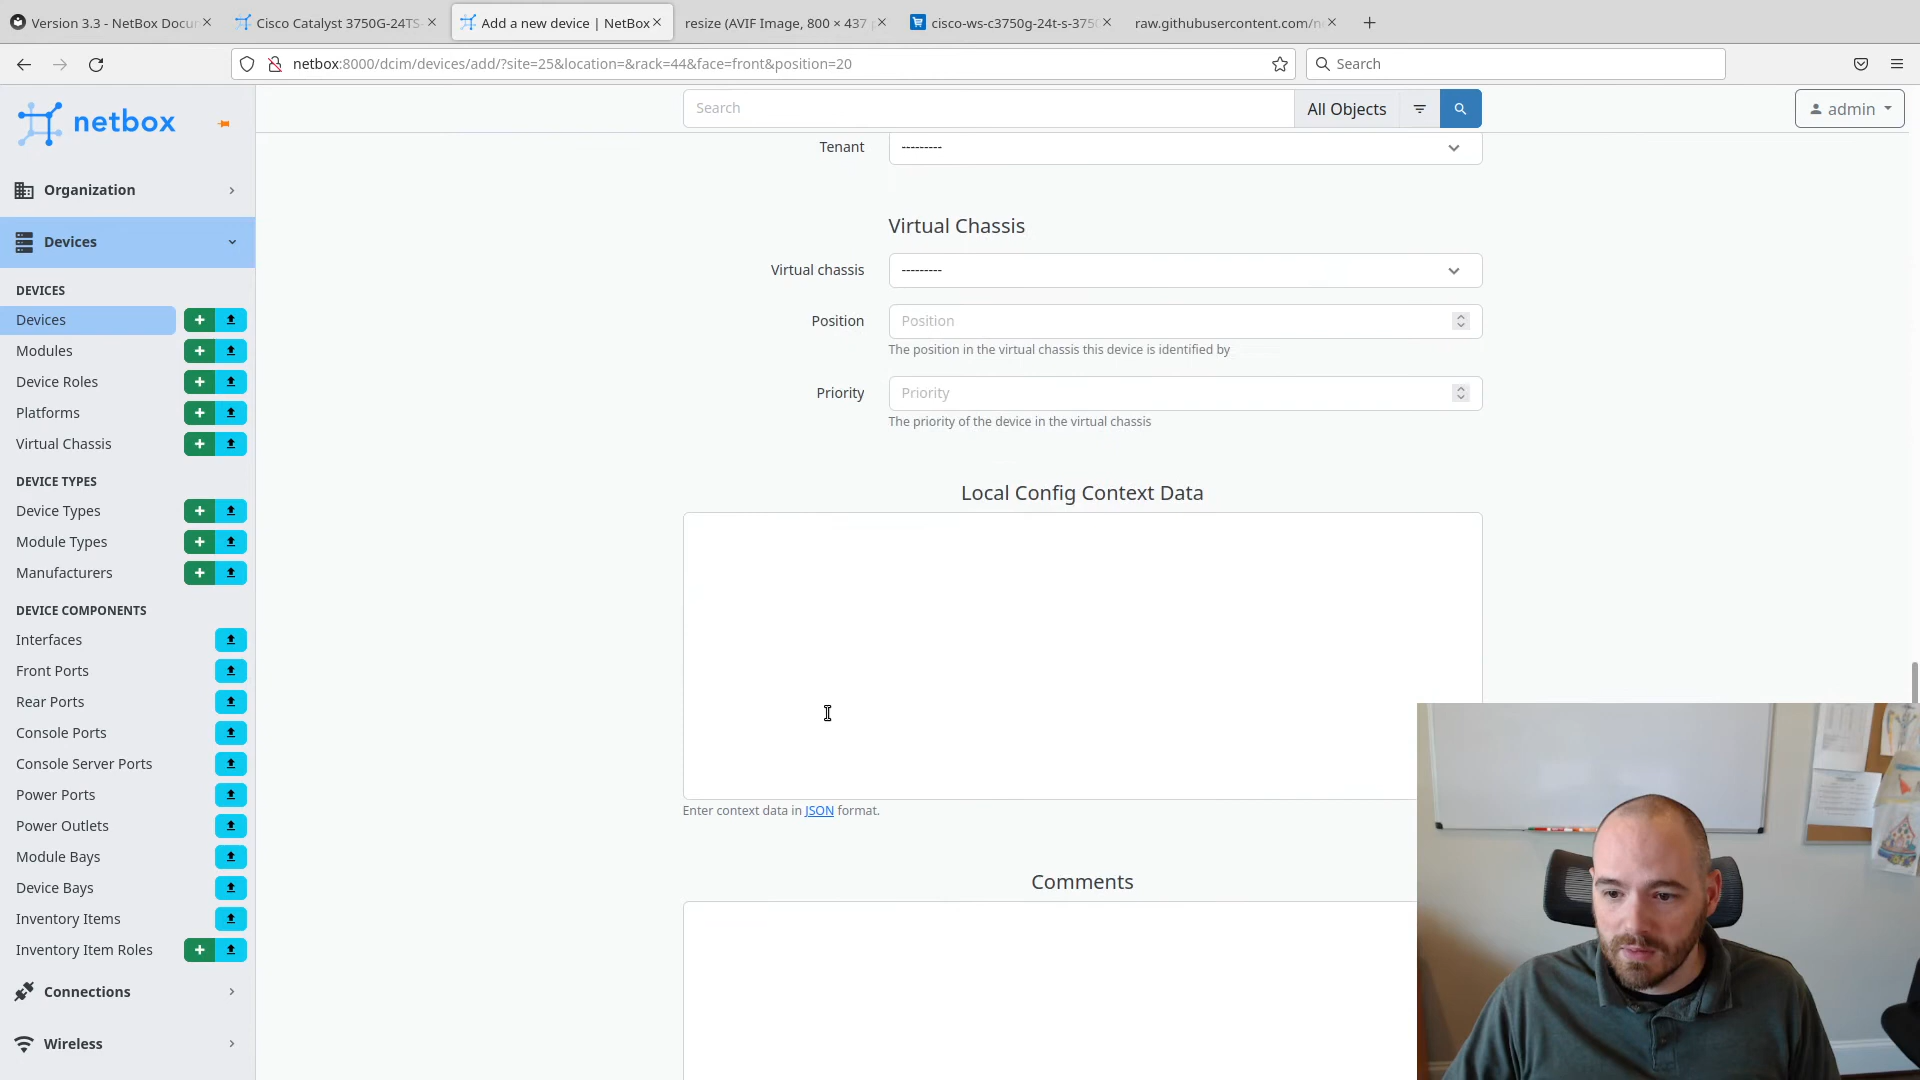 Version 3.3 - NetBox Docu
Cisco Catalyst 3750G-24TS-
Add a new device | NetBox
resize (AVIF Image, 800 × 437 p
cisco-ws-c3750g-24t-s-3750
raw.githubusercontent.com/n
netbox:8000/dcim/devices/add/?site=25&location=&rack=44&face=front&position=20
Search
netbox
Search
All Objects
admin
Organization
Devices
DEVICES
Devices
Modules
Device Roles
Platforms
Virtual Chassis
DEVICE TYPES
Device Types
Module Types
Manufacturers
DEVICE COMPONENTS
Interfaces
Front Ports
Rear Ports
Console Ports
Console Server Ports
Power Ports
Power Outlets
Module Bays
Device Bays
Inventory Items
Inventory Item Roles
Connections
Wireless
Tenant
---------
Virtual Chassis
Virtual chassis
---------
Position
Position
The position in the virtual chassis this device is identified by
Priority
Priority
The priority of the device in the virtual chassis
Local Config Context Data
Enter context data in JSON format.
Comments